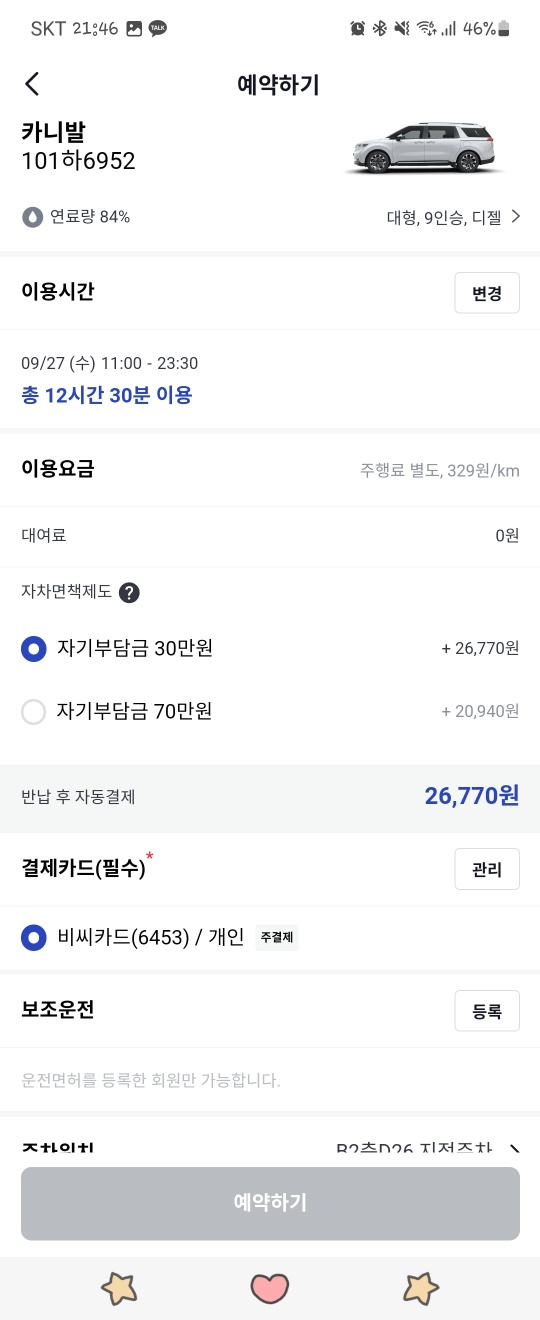 SKT 21:46 TALK 46%
예약하기
카니발
101하6952
연료량 84% 대형, 9인승, 디젤
이용시간 변경
09/27 (수) 11:00 - 23:30
총 12시간 30분 이용
이용요금 주행료 별도, 329원/km
대여료 0원
자차면책제도 ?
자기부담금 30만원 + 26,770원
자기부담금 70만원 + 20,940원
반납 후 자동결제 26,770원
결제카드(필수)* 관리
비씨카드(6453) / 개인 주결제
보조운전 등록
운전면허를 등록한 회원만 가능합니다.
주차위치 B2층D26 지정주차
예약하기